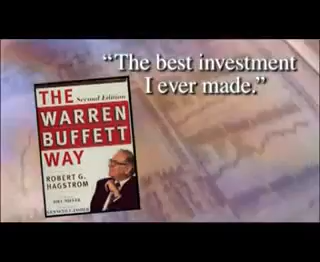 “The best investment
I ever made.”
THE
Second Edition
WARREN
BUFFETT
WAY
ROBERT G.
HAGSTROM